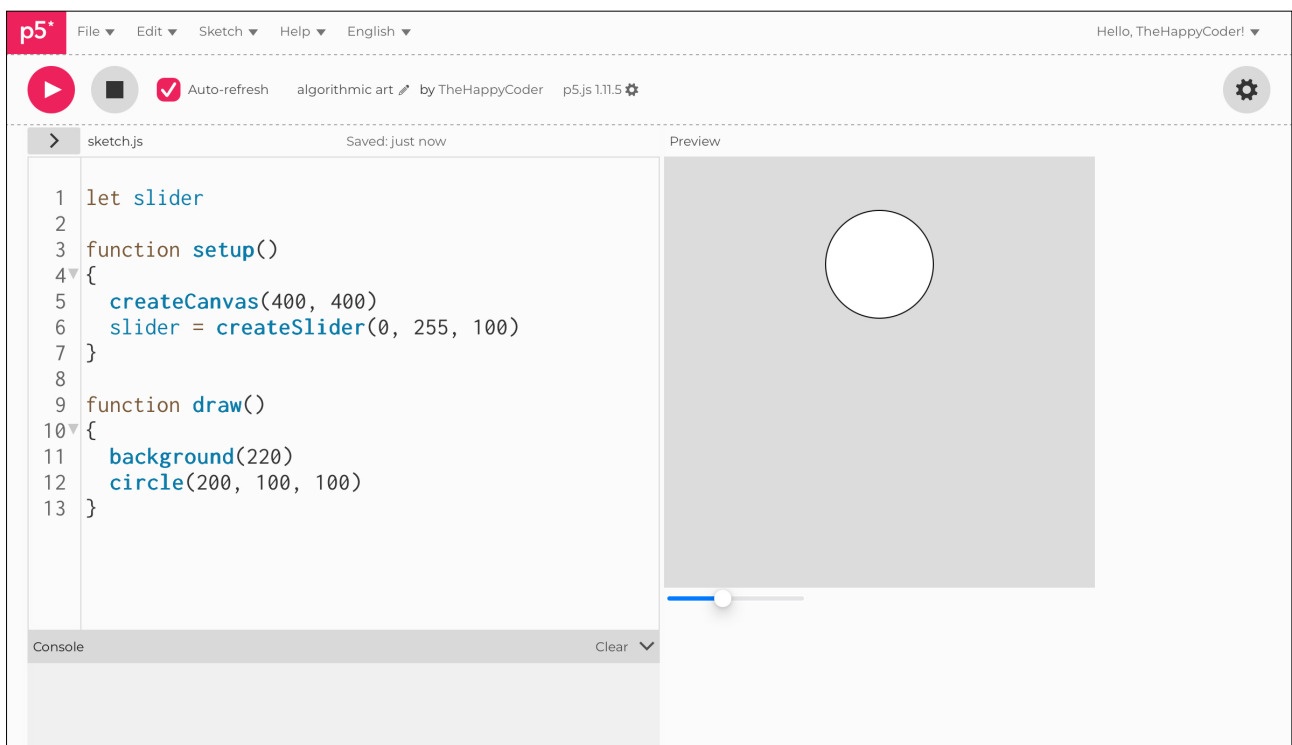 p5* File Edit Sketch Help English Hello, TheHappyCoder!
Auto-refresh algorithmic art by TheHappyCoder p5.js 1.11.5
sketch.js Saved: just now Preview
1 let slider
2
3 function setup()
4 {
5 createCanvas(400, 400)
6 slider = createSlider(0, 255, 100)
7 }
8
9 function draw()
10 {
11 background(220)
12 circle(200, 100, 100)
13 }
Console Clear